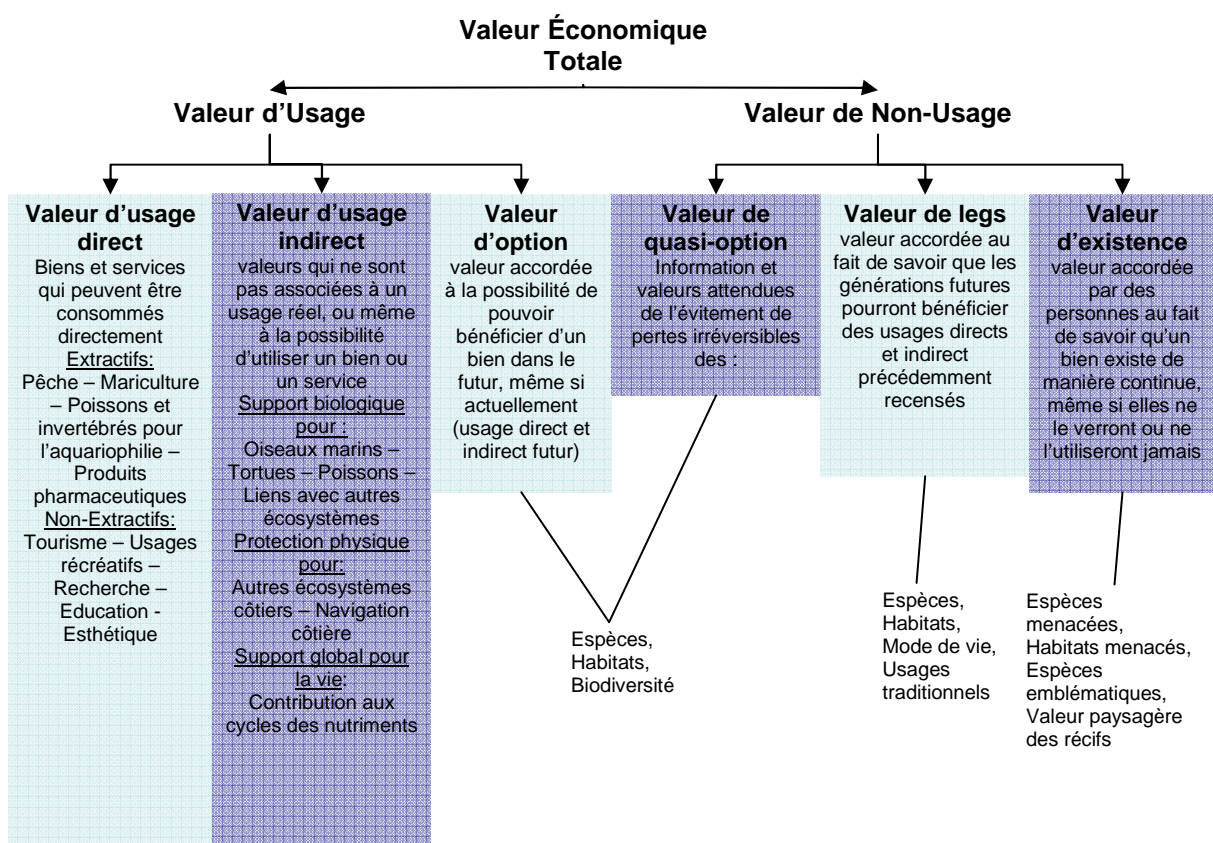 Valeur Économique
Totale
Valeur d'Usage
Valeur de Non-Usage
Valeur d'usage
direct
Biens et services
qui peuvent être
consommés
directement
Extractifs:
Pêche – Mariculture
– Poissons et
invertébrés pour
l'aquariophilie –
Produits
pharmaceutiques
Non-Extractifs:
Tourisme – Usages
récréatifs –
Recherche –
Education -
Esthétique
Valeur d'usage
indirect
valeurs qui ne sont
pas associées à un
usage réel, ou même
à la possibilité
d'utiliser un bien ou
un service
Support biologique
pour :
Oiseaux marins –
Tortues – Poissons –
Liens avec autres
écosystèmes
Protection physique
pour:
Autres écosystèmes
côtiers – Navigation
côtière
Support global pour
la vie:
Contribution aux
cycles des nutriments
Valeur
d'option
valeur accordée
à la possibilité de
pouvoir
bénéficier d'un
bien dans le
futur, même si
actuellement
(usage direct et
indirect futur)
Valeur de
quasi-option
Information et
valeurs attendues
de l'évitement de
pertes irréversibles
des :
Espèces,
Habitats,
Biodiversité
Valeur de legs
valeur accordée au
fait de savoir que les
générations futures
pourront bénéficier
des usages directs
et indirect
précédemment
recensés
Espèces,
Habitats,
Mode de vie,
Usages
traditionnels
Valeur
d'existence
valeur accordée
par des
personnes au fait
de savoir qu'un
bien existe de
manière continue,
même si elles ne
le verront ou ne
l'utiliseront jamais
Espèces
menacées,
Habitats menacés,
Espèces
emblématiques,
Valeur paysagère
des récifs